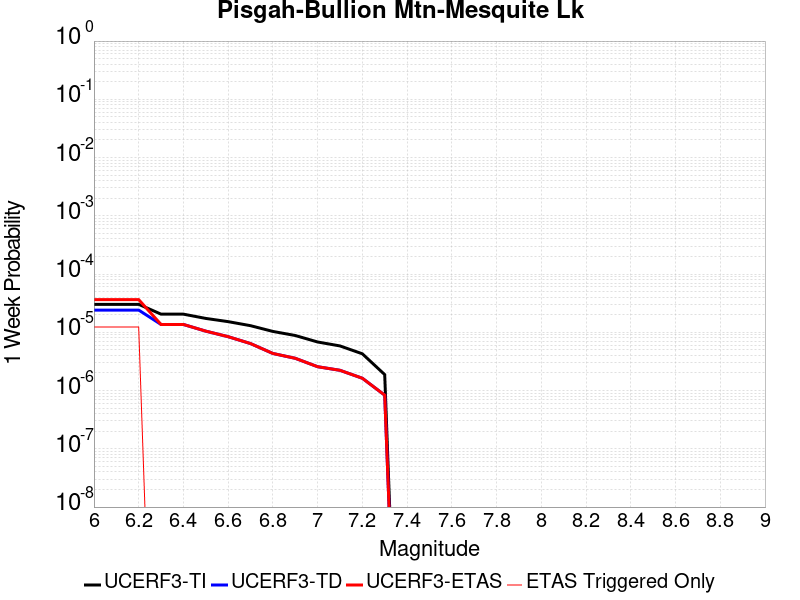 Pisgah-Bullion Mtn-Mesquite Lk
1 Week Probability
10^0
10^-1
10^-2
10^-3
10^-4
10^-5
10^-6
10^-7
10^-8
6 6.2 6.4 6.6 6.8 7 7.2 7.4 7.6 7.8 8 8.2 8.4 8.6 8.8 9
Magnitude
UCERF3-TI UCERF3-TD UCERF3-ETAS ETAS Triggered Only